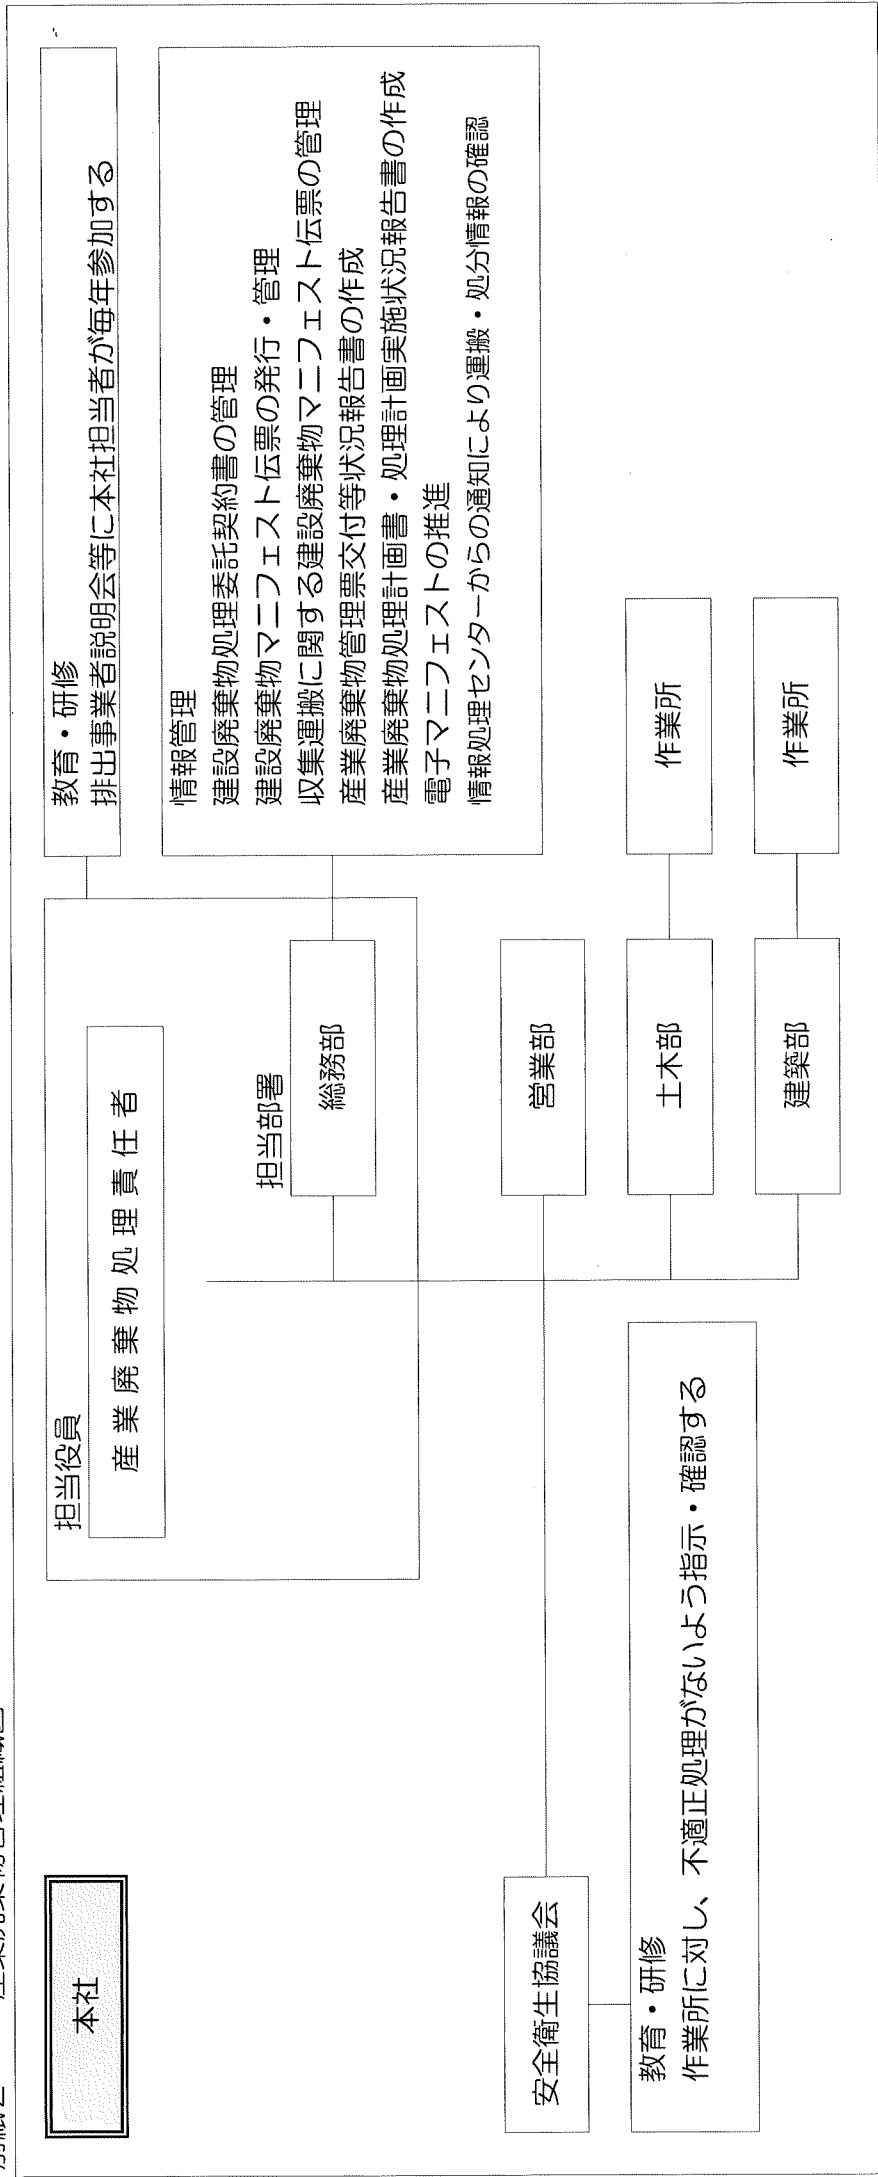 本社
担当役員
産業廃棄物処理責任者
教育・研修
排出事業者説明会等に本社担当者が毎年参加する
担当部署
総務部
情報管理
建設廃棄物処理委託契約書の管理
建設廃棄物マニフェスト伝票の発行・管理
収集運搬に関する建設廃棄物マニフェスト伝票の管理
産業廃棄物管理票交付等状況報告書の作成
産業廃棄物処理計画書・処理計画実施状況報告書の作成
電子マニフェストの推進
情報処理センターからの通知により運搬・処分情報の確認
安全衛生協議会
営業部
教育・研修
作業所に対し、不適正処理がないよう指示・確認する
土木部
作業所
建築部
作業所